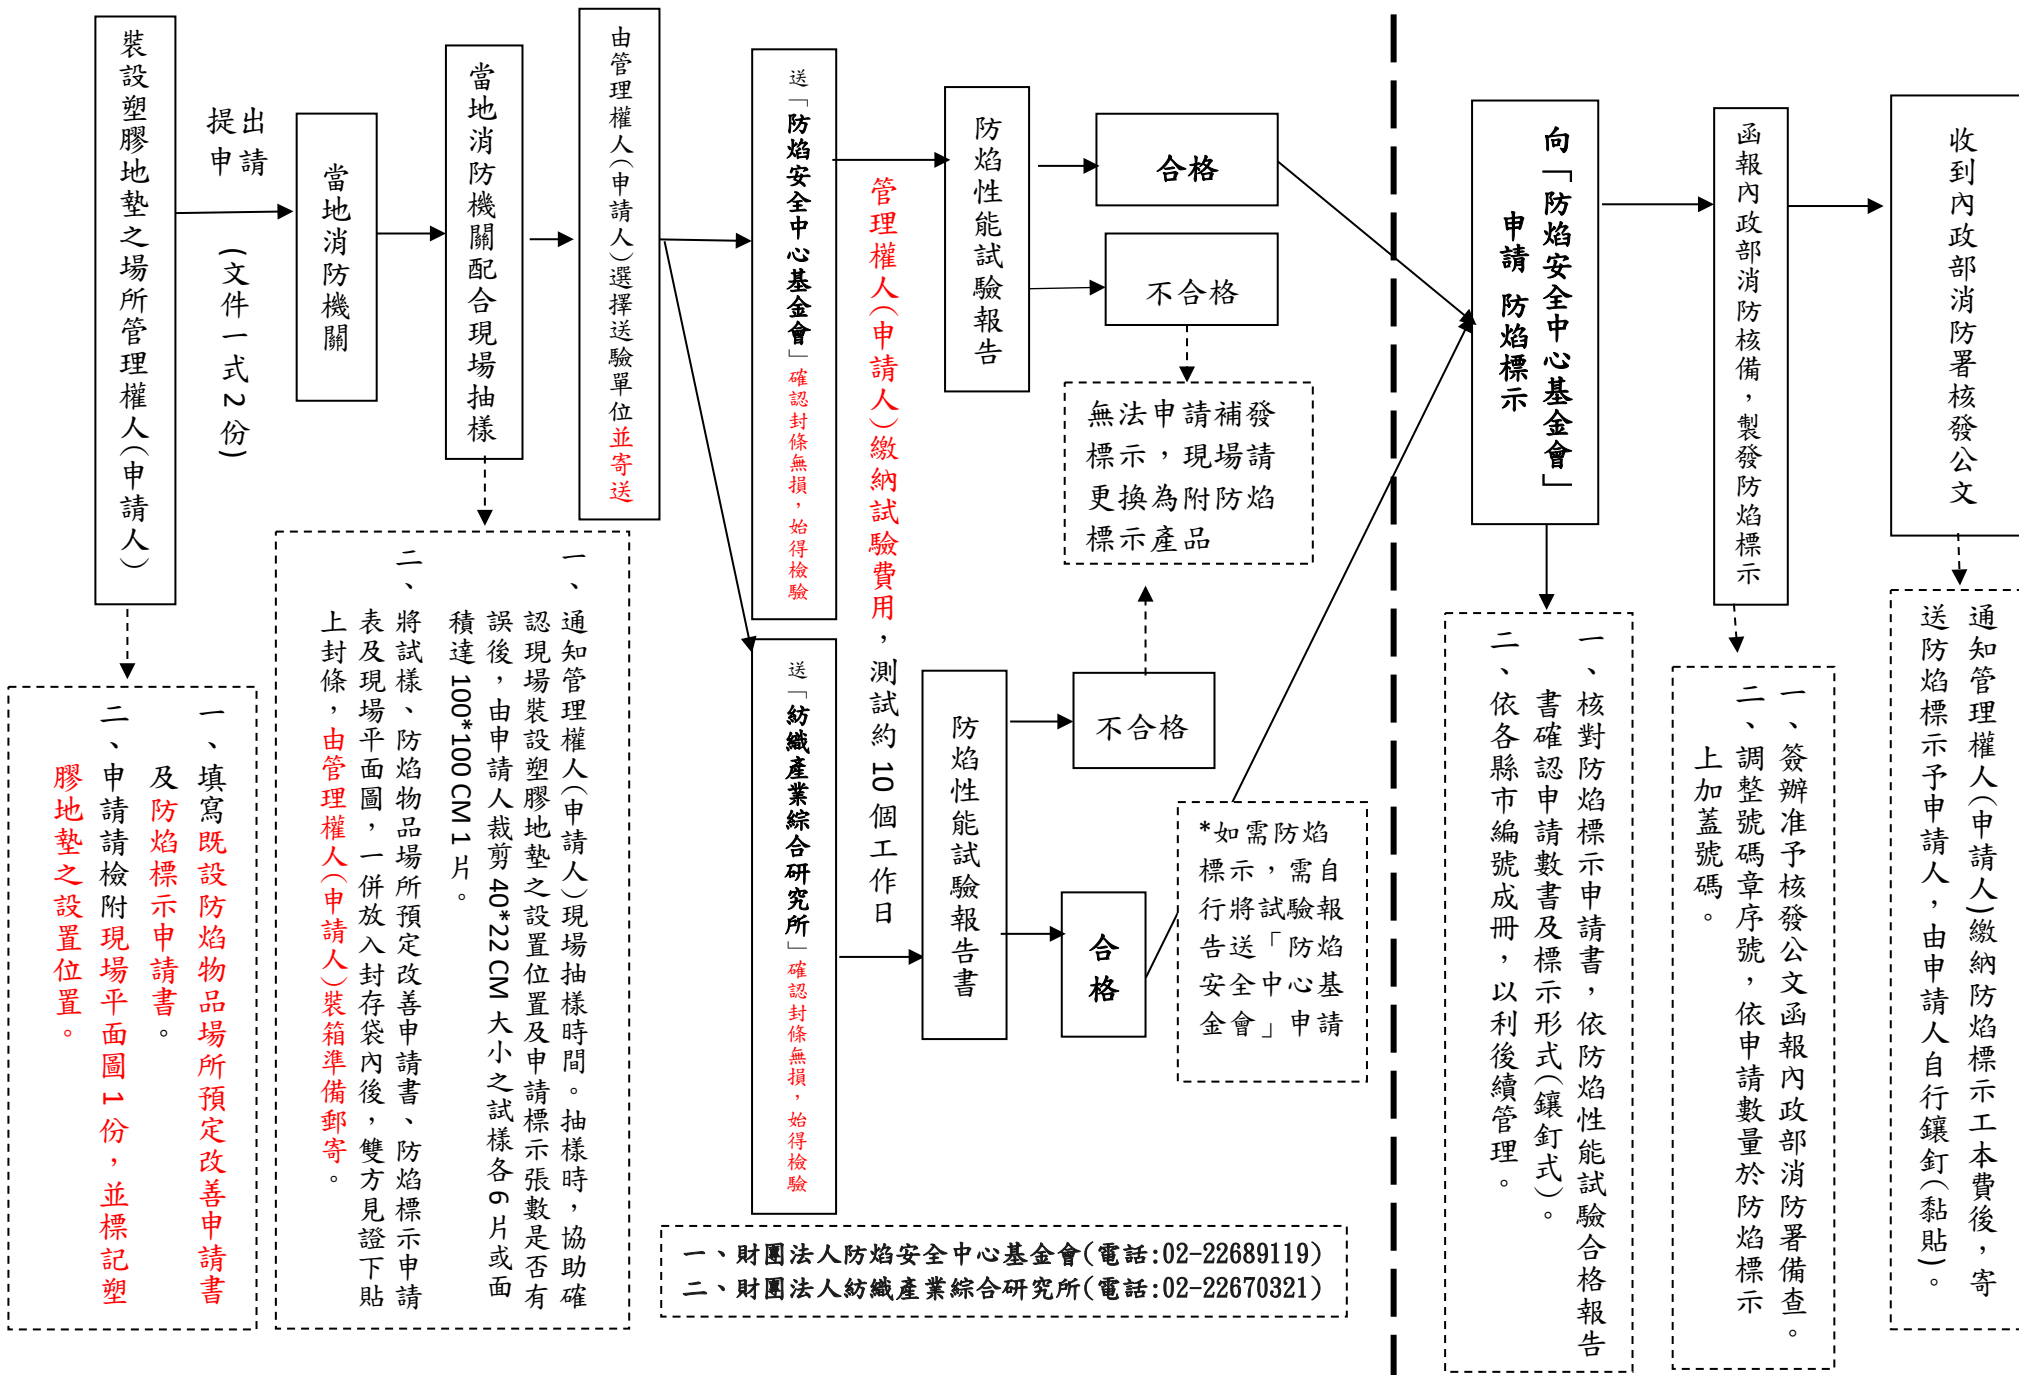 裝設塑膠地墊之場所管理權人(申請人)
提出
申請
(文件一式2份)
當地消防機關
當地消防機關配合現場抽樣
由管理權人(申請人)選擇送驗單位並寄送
送「防焰安全中心基金會」確認封條無損，始得檢驗
送「紡織產業綜合研究所」確認封條無損，始得檢驗
管理權人(申請人)繳納試驗費用，測試約10個工作日
防焰性能試驗報告
合格
不合格
無法申請補發
標示，現場請
更換為附防焰
標示產品
防焰性能試驗報告書
不合格
合格
*如需防焰
標示，需自
行將試驗報
告送「防焰
安全中心基
金會」申請
向「防焰安全中心基金會」
申請 防焰標示
函報內政部消防核備，製發防焰標示
收到內政部消防署核發公文
一、填寫既設防焰物品場所預定改善申請書
及防焰標示申請書。
二、申請請檢附現場平面圖1份，並標記塑
膠地墊之設置位置。
一、通知管理權人(申請人)現場抽樣時間。抽樣時，協助確
認現場裝設塑膠地墊之設置位置及申請標示張數是否有
誤後，由申請人裁剪40*22CM大小之試樣各6片或面
積達100*100CM1片。
二、將試樣、防焰物品場所預定改善申請書、防焰標示申請
表及現場平面圖，一併放入封存袋內後，雙方見證下貼
上封條，由管理權人(申請人)裝箱準備郵寄。
一、核對防焰標示申請書，依防焰性能試驗合格報告
書確認申請數書及標示形式(鑲釘式)。
二、依各縣市編號成冊，以利後續管理。
一、簽辦准予核發公文函報內政部消防署備查。
二、調整號碼章序號，依申請數量於防焰標示
上加蓋號碼。
通知管理權人(申請人)繳納防焰標示工本費後，寄
送防焰標示予申請人，由申請人自行鑲釘(黏貼)。
一、財團法人防焰安全中心基金會(電話:02-22689119)
二、財團法人紡織產業綜合研究所(電話:02-22670321)